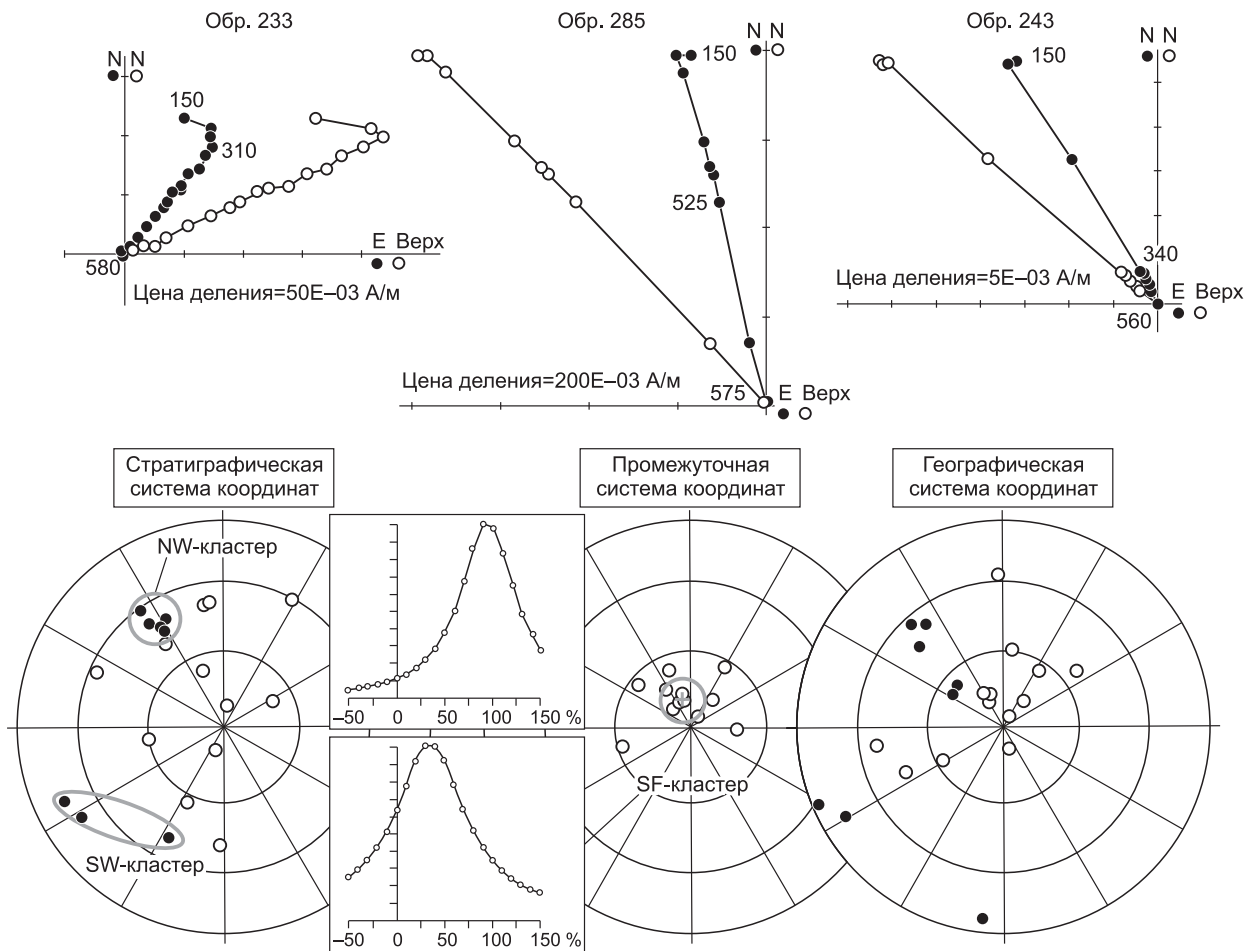 Обр. 233
N N
150
310
580
E Верх
Цена деления=50E–03 А/м
Обр. 285
N N
150
525
575
E Верх
Цена деления=200E–03 А/м
Обр. 243
N N
150
340
560
E Верх
Цена деления=5E–03 А/м
Стратиграфическая
система координат
Промежуточная
система координат
Географическая
система координат
NW-кластер
SW-кластер
–50 0 50 100 150 %
–50 0 50 100 150 %
SF-кластер